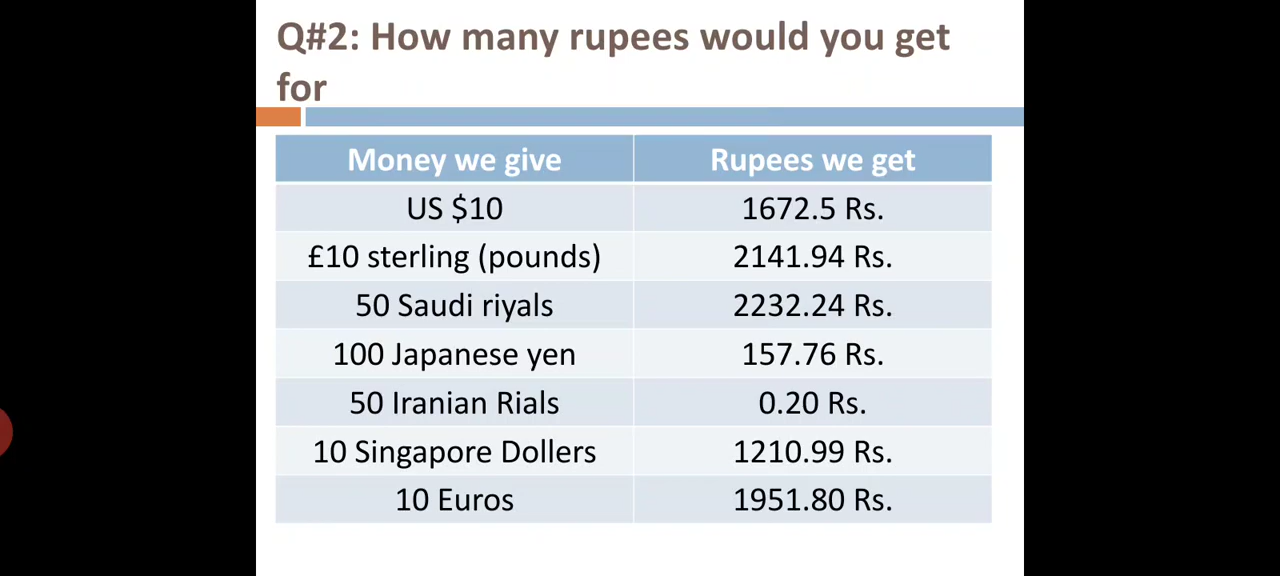 Q#2: How many rupees would you get
for
Money we give Rupees we get
US $10 1672.5 Rs.
£10 sterling (pounds) 2141.94 Rs.
50 Saudi riyals 2232.24 Rs.
100 Japanese yen 157.76 Rs.
50 Iranian Rials 0.20 Rs.
10 Singapore Dollers 1210.99 Rs.
10 Euros 1951.80 Rs.